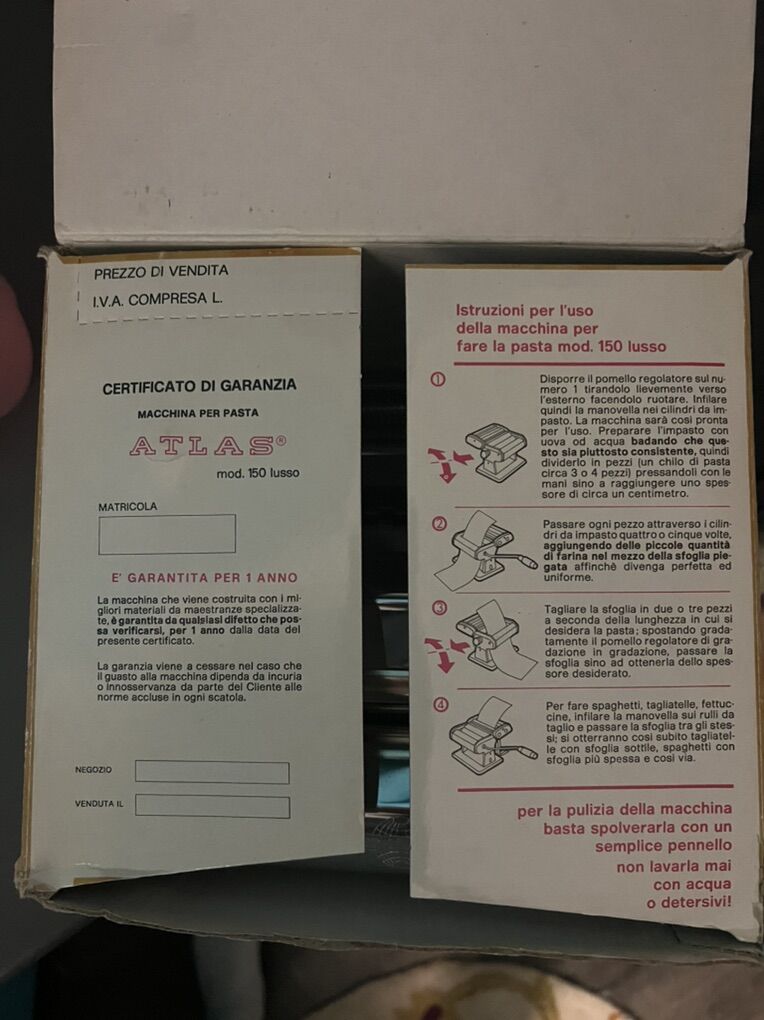 PREZZO DI VENDITA
I.V.A. COMPRESA L.
CERTIFICATO DI GARANZIA
MACCHINA PER PASTA
ATLAS®
mod. 150 lusso
MATRICOLA
E' GARANTITA PER 1 ANNO
La macchina che viene costruita con i mi-
gliori materiali da maestranze specializza-
te, è garantita da qualsiasi difetto che pos-
sa verificarsi, per 1 anno dalla data del
presente certificato.
La garanzia viene a cessare nel caso che
il guasto alla macchina dipenda da incuria
o innosservanza da parte del Cliente alle
norme accluse in ogni scatola.
NEGOZIO
VENDUTA IL
Istruzioni per l'uso
della macchina per
fare la pasta mod. 150 lusso
1
Disporre il pomello regolatore sul nu-
mero 1 tirandolo lievemente verso
l'esterno facendolo ruotare. Infilare
quindi la manovella nei cilindri da im-
pasto. La macchina sarà così pronta
per l'uso. Preparare l'impasto con
uova od acqua badando che que-
sto sia piuttosto consistente, quindi
dividerlo in pezzi (un chilo di pasta
circa 3 o 4 pezzi) pressandoli con le
mani sino a raggiungere uno spes-
sore di circa un centimetro.
2
Passare ogni pezzo attraverso i cilin-
dri da impasto quattro o cinque volte,
aggiungendo delle piccole quantità
di farina nel mezzo della sfoglia pie-
gata affinchè divenga perfetta ed
uniforme.
3
Tagliare la sfoglia in due o tre pezzi
a seconda della lunghezza in cui si
desidera la pasta; spostando grada-
tamente il pomello regolatore di gra-
dazione in gradazione, passare la
sfoglia sino ad ottenerla dello spes-
sore desiderato.
4
Per fare spaghetti, tagliatelle, fettuc-
cine, infilare la manovella sui rulli da
taglio e passare la sfoglia tra gli stes-
si; si otterranno così subito tagliatel-
le con sfoglia sottile, spaghetti con
sfoglia più spessa e così via.
per la pulizia della macchina
basta spolverarla con un
semplice pennello
non lavarla mai
con acqua
o detersivi!